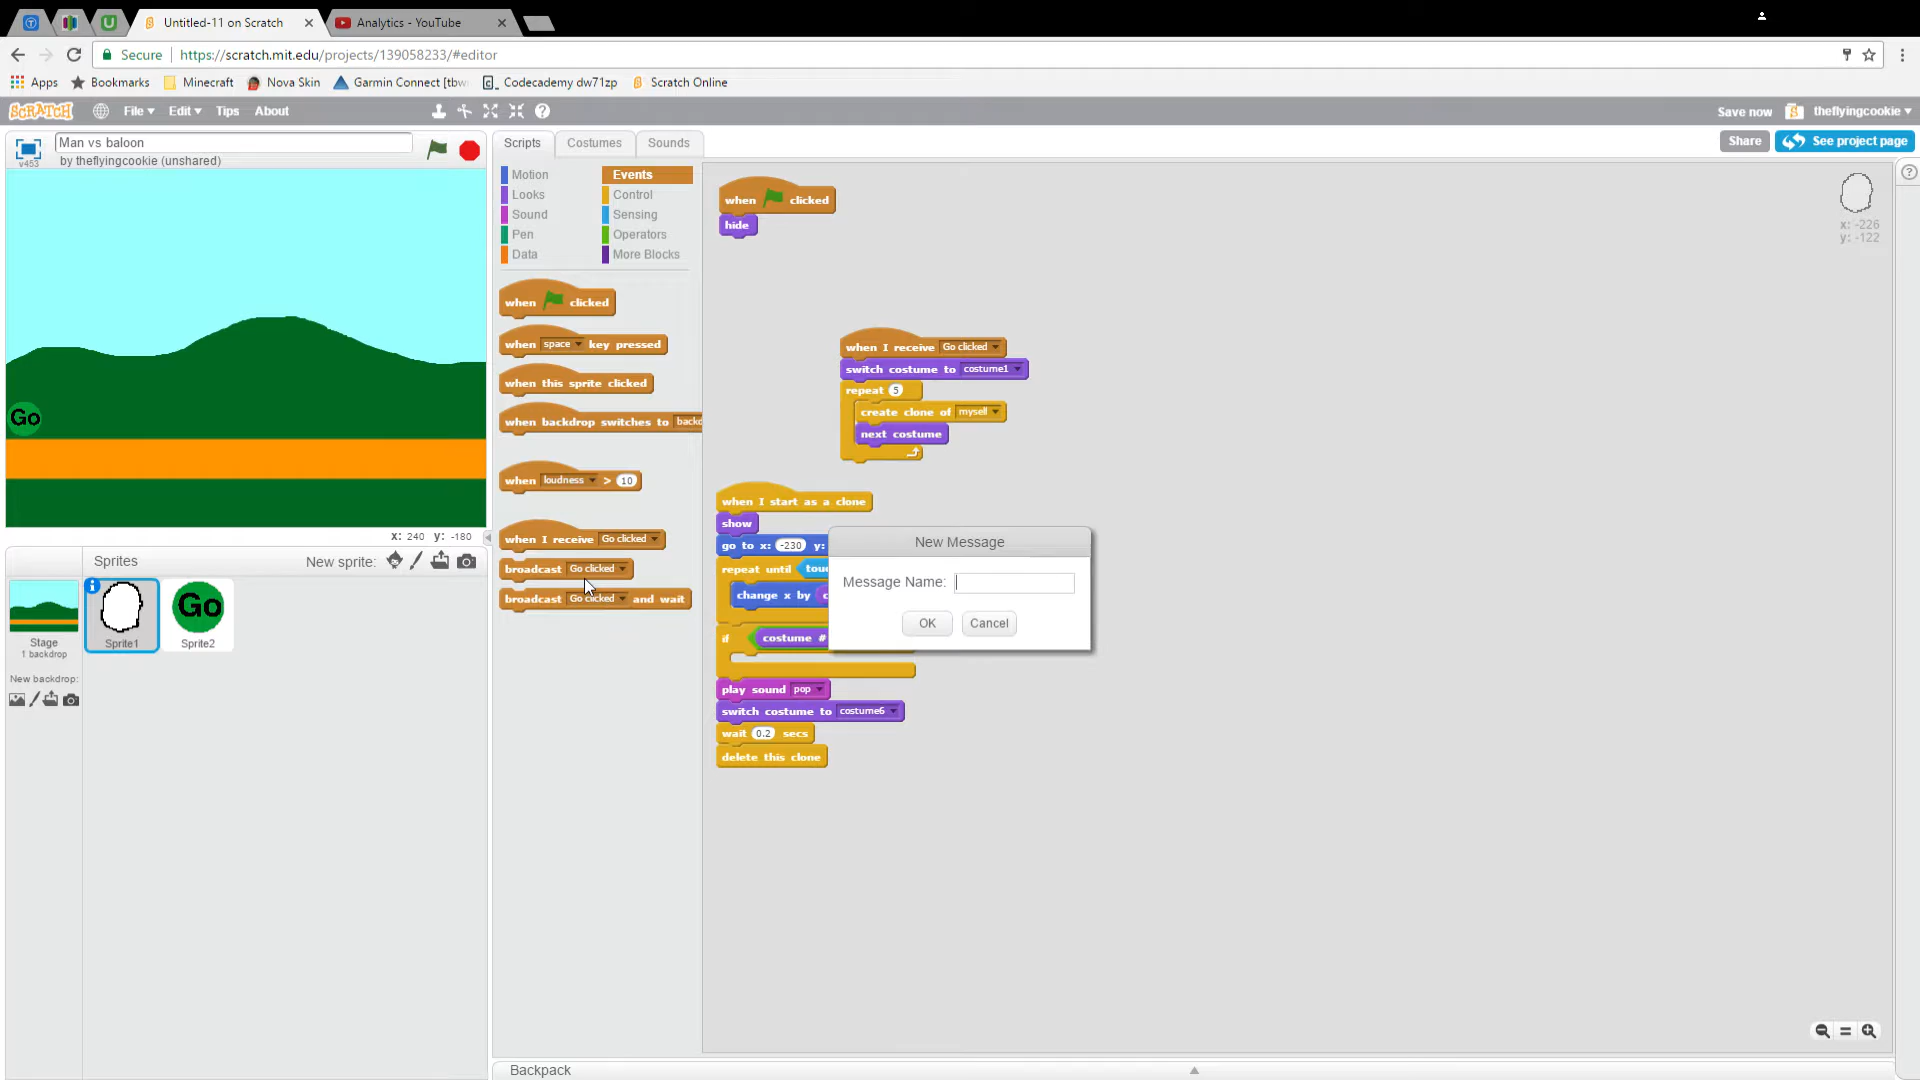 Untitled-11 on Scratch
Analytics - YouTube
Secure https://scratch.mit.edu/projects/139058233/#editor
Apps Bookmarks Minecraft Nova Skin Garmin Connect [tbw Codecademy dw71zp Scratch Online
SCRATCH File Edit Tips About Save now theflyingcookie
Man vs baloon
by theflyingcookie (unshared)
v453
Scripts Costumes Sounds
Share See project page
Motion Events
Looks Control
Sound Sensing
Pen Operators
Data More Blocks
when clicked
when space key pressed
when this sprite clicked
when backdrop switches to
when loudness > 10
when I receive Go clicked
broadcast Go clicked
broadcast Go clicked and wait
when clicked
hide
when I receive Go clicked
switch costume to costume1
repeat 5
create clone of myself
next costume
when I start as a clone
show
go to x: -230 y:
repeat until
change x by
if costume #
play sound pop
switch costume to costume6
wait 0.2 secs
delete this clone
New Message
Message Name:
OK Cancel
x: -226
y: -122
Go
x: 240 y: -180
Sprites New sprite:
Go
Stage
1 backdrop
Sprite1
Sprite2
New backdrop:
Backpack